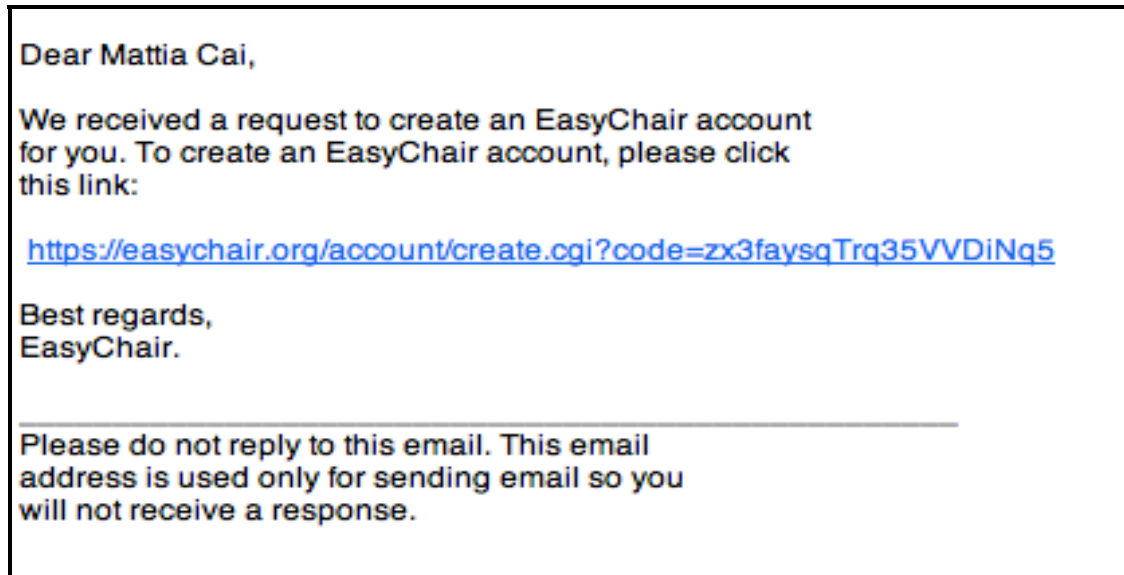 Dear Mattia Cai,
We received a request to create an EasyChair account
for you. To create an EasyChair account, please click
this link:
https://easychair.org/account/create.cgi?code=zx3faysqTrq35VVDiNq5
Best regards,
EasyChair.
Please do not reply to this email. This email
address is used only for sending email so you
will not receive a response.